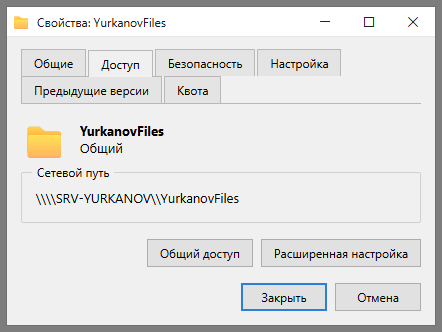 Свойства: YurkanovFiles
Общие Доступ Безопасность Настройка
Предыдущие версии Квота
YurkanovFiles
Общий
Сетевой путь
\\\\SRV-YURKANOV\\YurkanovFiles
Общий доступ Расширенная настройка
Закрыть Отмена